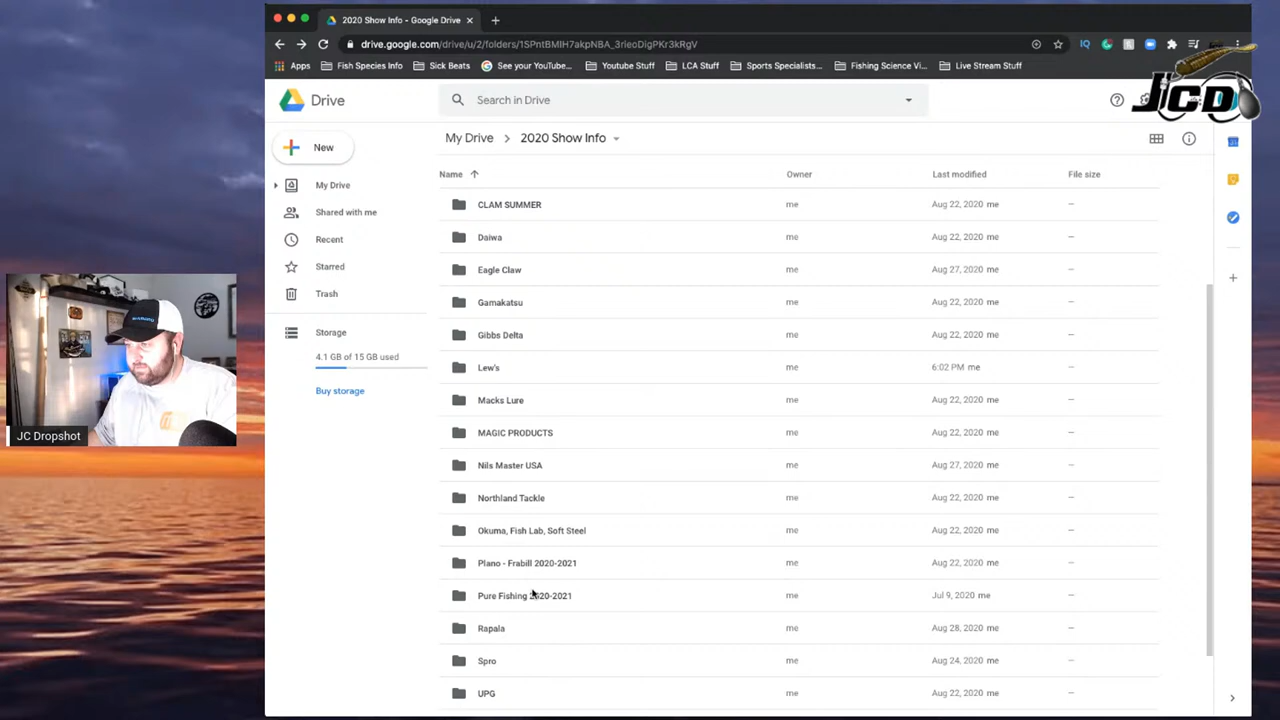 2020 Show Info - Google Drive
drive.google.com/drive/u/2/folders/1SPntBMIH7akpNBA_3rieoDigPKr3kRgV
Apps Fish Species Info Sick Beats See your YouTube... Youtube Stuff LCA Stuff Sports Specialists... Fishing Science Vi... Live Stream Stuff
JCD
Drive
Search in Drive
New
My Drive > 2020 Show Info
My Drive
Shared with me
Recent
Starred
Trash
Storage
4.1 GB of 15 GB used
Buy storage
Name Owner Last modified File size
CLAM SUMMER me Aug 22, 2020 me –
Daiwa me Aug 22, 2020 me –
Eagle Claw me Aug 27, 2020 me –
Gamakatsu me Aug 22, 2020 me –
Gibbs Delta me Aug 22, 2020 me –
Lew's me 6:02 PM me –
Macks Lure me Aug 22, 2020 me –
MAGIC PRODUCTS me Aug 22, 2020 me –
Nils Master USA me Aug 27, 2020 me –
Northland Tackle me Aug 22, 2020 me –
Okuma, Fish Lab, Soft Steel me Aug 22, 2020 me –
Plano - Frabill 2020-2021 me Aug 22, 2020 me –
Pure Fishing 2020-2021 me Jul 9, 2020 me –
Rapala me Aug 28, 2020 me –
Spro me Aug 24, 2020 me –
UPG me Aug 22, 2020 me –
JC Dropshot